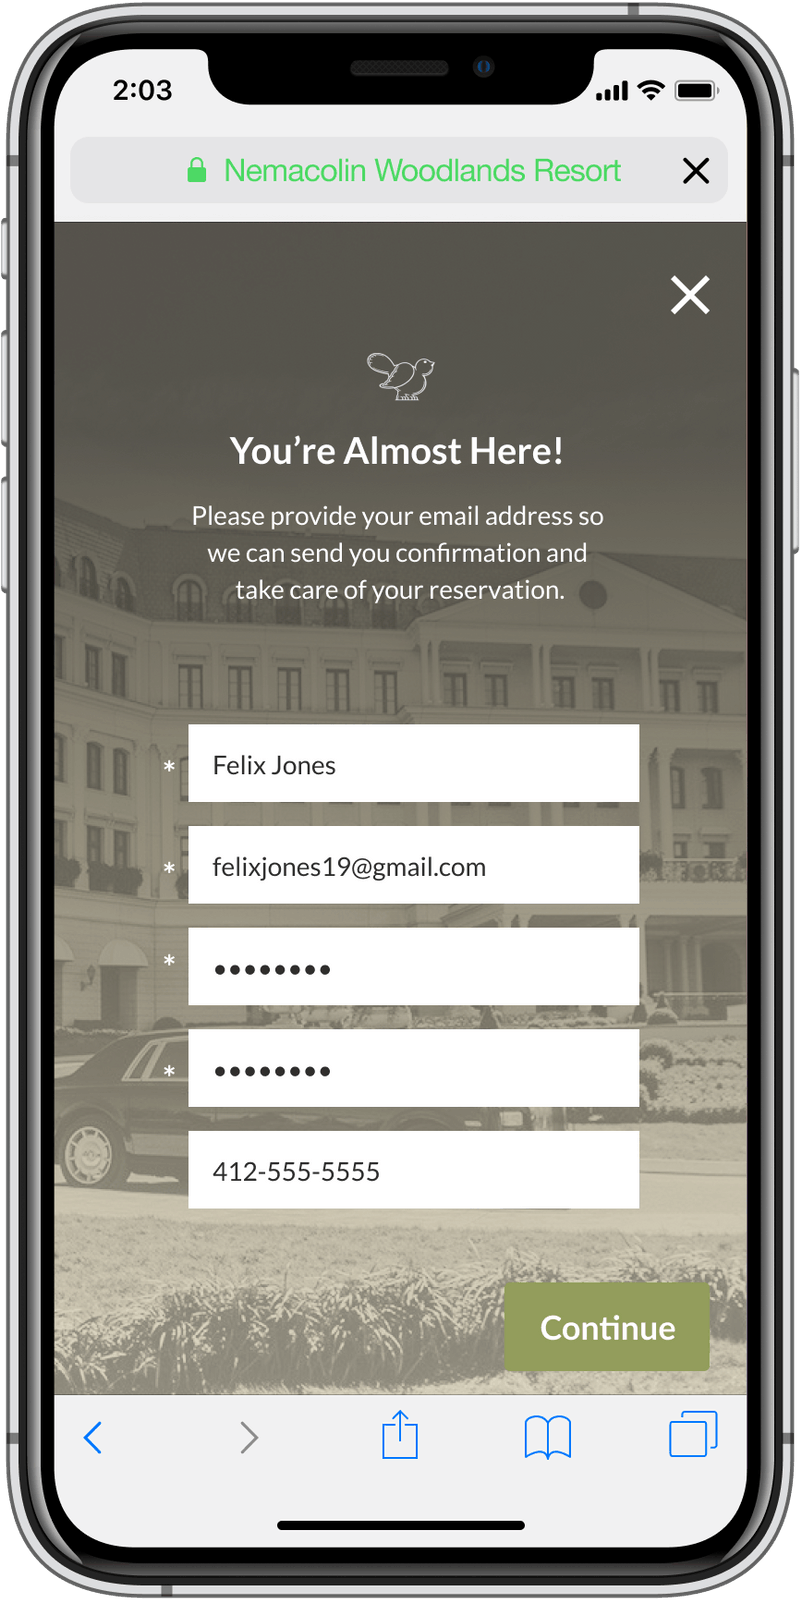 2:03
Nemacolin Woodlands Resort
You’re Almost Here!
Please provide your email address so
we can send you confirmation and
take care of your reservation.
* Felix Jones
* felixjones19@gmail.com
* ••••••••
* ••••••••
412-555-5555
Continue